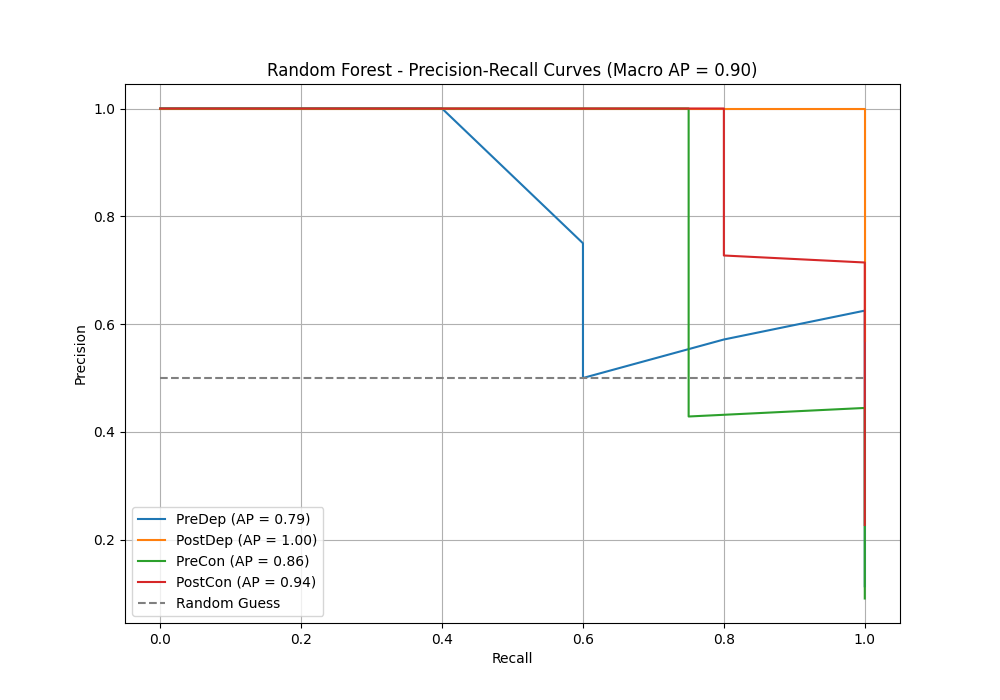 Random Forest - Precision-Recall Curves (Macro AP = 0.90)
Precision
1.0
0.8
0.6
0.4
0.2
PreDep (AP = 0.79)
PostDep (AP = 1.00)
PreCon (AP = 0.86)
PostCon (AP = 0.94)
Random Guess
0.0 0.2 0.4 0.6 0.8 1.0
Recall